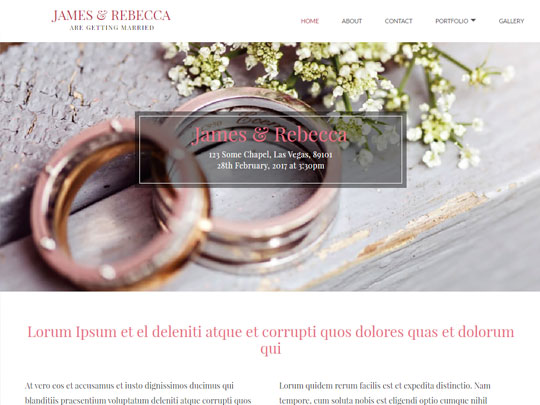 JAMES & REBECCA
ARE GETTING MARRIED
HOME ABOUT CONTACT PORTFOLIO GALLERY
James & Rebecca
123 Some Chapel, Las Vegas, 89101
28th February, 2017 at 3:30pm
Lorum Ipsum et el deleniti atque et corrupti quos dolores quas et dolorum
qui
At vero eos et accusamus et iusto dignissimos ducimus qui
blanditiis praesentium voluptatum deleniti atque corrupti quos
Lorum quidem rerum facilis est et expedita distinctio. Nam
tempore, cum soluta nobis est eligendi optio cumque nihil